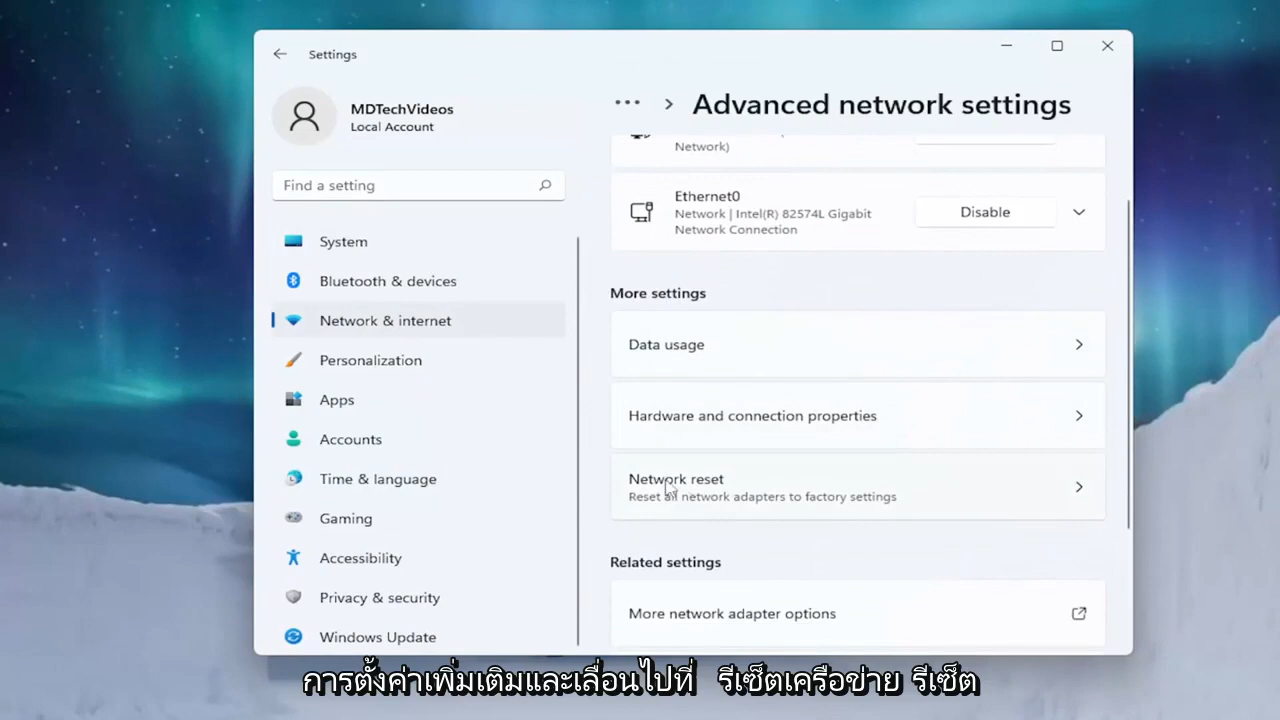 Settings
MDTechVideos
Local Account
Find a setting
System
Bluetooth & devices
Network & internet
Personalization
Apps
Accounts
Time & language
Gaming
Accessibility
Privacy & security
Windows Update
... > Advanced network settings
Network)
Ethernet0
Network | Intel(R) 82574L Gigabit
Network Connection
Disable
More settings
Data usage
Hardware and connection properties
Network reset
Reset all network adapters to factory settings
Related settings
More network adapter options
การตั้งค่าเพิ่มเติมและเลื่อนไปที่ รีเซ็ตเครือข่าย รีเซ็ต